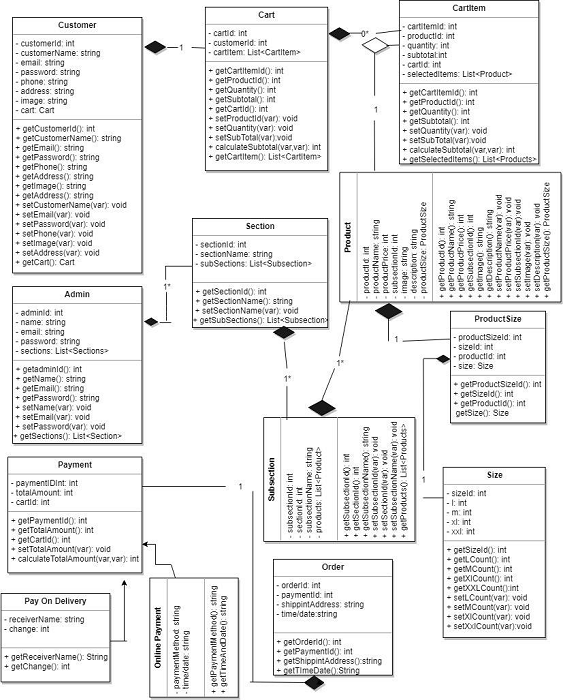 Customer
- customerId: int
- customerName: string
- email: string
- password: string
- phone: string
- address: string
- image: string
- cart: Cart
+ getCustomerId(): int
+ getCustomerName(): string
+ getEmail(): string
+ getPassword(): string
+ getPhone(): string
+ getAddress(): string
+ getImage(): string
+ getAddress(): string
+ setCustomerName(var): void
+ setEmail(var): void
+ setPassword(var): void
+ setPhone(var): void
+ setImage(var): void
+ setAddress(var): void
+ getCart(): Cart
1
Cart
- cartId: int
- customerId: int
- cartItem: List<CartItem>
+ getCartItemId(): int
+ getProductId(): int
+ getQuantity(): int
+ getSubtotal(): int
+ getCartId(): int
+ setProductId(var): void
+ setQuantity(var): void
+ setSubTotal(var):void
+ calculateSubtotal(var,var): int
+ getCartItem(): List<CartItem>
0*
CartItem
- cartItemId: int
- productId: int
- quantity: int
- subtotal:int
- cartId: int
- selectedItems: List<Product>
+ getCartItemId(): int
+ getProductId(): int
+ getQuantity(): int
+ getSubtotal(): int
+ setQuantity(var): void
+ setSubTotal(var):void
+ calculateSubtotal(var,var): int
+ getSelectedItems(): List<Products>
1
Product
- productId: int
- productName: string
- productPrice: int
- subsectionId: int
- image: string
- description: string
- productSize: ProductSize
+ getProductId(): int
+ getProductName(): string
+ getProductPrice(): int
+ getSubsectionId(): int
+ getImage(): string
+ getDescription(): string
+ setProductName(var): void
+ setProductPrice(var): void
+ setSubsectionId(var): void
+ setImage(var): void
+ setDescription(var): void
+ getProductSize(): ProductSize
Section
- sectionId: int
- sectionName: string
- subSections: List<Subsection>
+ getSectionId(): int
+ getSectionName(): string
+ setSectionName(var): void
+ getSubSections(): List<Subsection>
1*
Admin
- adminId: int
- name: string
- email: string
- password: string
- sections: List<Sections>
+ getadminId(): int
+ getName(): string
+ getEmail(): string
+ getPassword(): string
+ setName(var): void
+ setEmail(var): void
+ setPassword(var): void
+ getSections(): List<Section>
1*
1*
1
ProductSize
- productSizeId: int
- sizeId: int
- productId: int
- size: Size
+ getProductSizeId(): int
+ getSizeId(): int
+ getProductId(): int
getSize(): Size
1
Subsection
- subsectionId: int
- sectionId: int
- subsectionName: string
- products: List<Product>
+ getSubsectionId(): int
+ getSectionId(): int
+ getSubsectionName(): string
+ setSubsectionId(var): void
+ setSectionId(var): void
+ setSubsectionName(var): void
+ getProducts(): List<Products>
Size
- sizeId: int
- l: int
- m: int
- xl: int
- xxl: int
+ getSizeId(): int
+ getLCount(): int
+ getMCount(): int
+ getXlCount(): int
+ getXXLCount():int
+ setLCount(var): void
+ setMCount(var): void
+ setXlCount(var): void
+ setXxlCount(var):void
Payment
- paymentIDInt: int
- totalAmount: int
- cartId: int
+ getPaymentId(): int
+ getTotalAmount(): int
+ getCartId(): int
+ setTotalAmount(var): void
+ calculateTotalAmount(var,var): int
1
Pay On Delivery
- receiverName: string
- change: int
+ getReceiverName(): String
+ getChange(): int
Online Payment
- paymentMethod: string
- time/date: string
+ getPaymentMethod(): string
+ getTimeAndDate(): string
Order
- orderId: int
- paymentId: int
- shippintAddress: string
- time/date:string
+ getOrderId(): int
+ getPaymentId(): int
+ getShippintAddress():string
+ getTImeDate():String